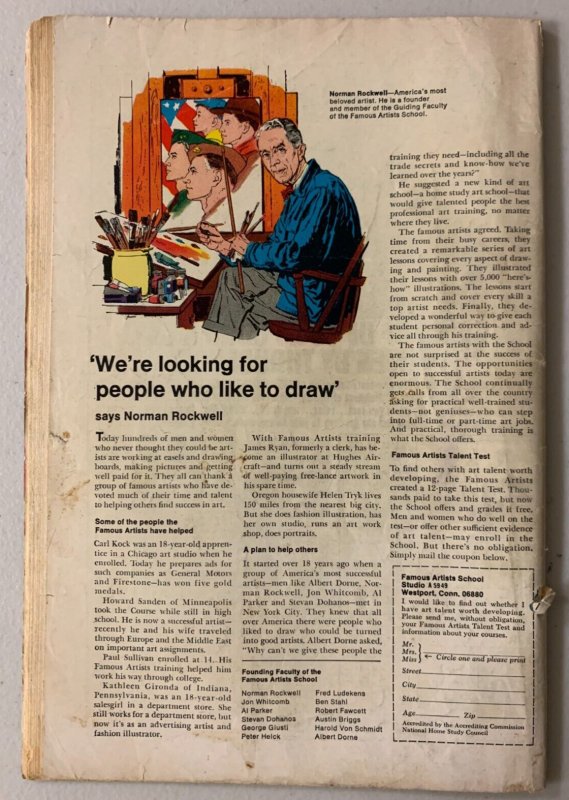 Norman Rockwell—America's most
beloved artist. He is a founder
and member of the Guiding Faculty
of the Famous Artists School.
'We're looking for
people who like to draw'
says Norman Rockwell
Today hundreds of men and women
who never thought they could be art-
ists are working at easels and drawing
boards, making pictures and getting
well paid for it. They all can thank a
group of famous artists who have de-
voted much of their time and talent
to helping others find success in art.
Some of the people the
Famous Artists have helped
Carl Kock was an 18-year-old appren-
tice in a Chicago art studio when he
enrolled. Today he prepares ads for
such companies as General Motors
and Firestone—has won five gold
medals.
Howard Sanden of Minneapolis
took the Course while still in high
school. He is now a successful artist—
recently he and his wife traveled
through Europe and the Middle East
on important art assignments.
Paul Sullivan enrolled at 14. His
Famous Artists training helped him
work his way through college.
Kathleen Gironda of Indiana,
Pennsylvania, was an 18-year-old
salesgirl in a department store. She
still works for a department store, but
now it's as an advertising artist and
fashion illustrator.
With Famous Artists training
James Ryan, formerly a clerk, has be-
come an illustrator at Hughes Air-
craft—and turns out a steady stream
of well-paying free-lance artwork in
his spare time.
Oregon housewife Helen Tryk lives
150 miles from the nearest big city.
But she does fashion illustration, has
her own studio, runs an art work
shop, does portraits.
A plan to help others
It started over 18 years ago when a
group of America's most successful
artists—men like Albert Dorne, Nor-
man Rockwell, Jon Whitcomb, Al
Parker and Stevan Dohanos—met in
New York City. They knew that all
over America there were people who
liked to draw who could be turned
into good artists. Albert Dorne asked,
"Why can't we give these people the
Founding Faculty of the
Famous Artists School
Norman Rockwell
Jon Whitcomb
Al Parker
Stevan Dohanos
George Giusti
Peter Helck
Fred Ludekens
Ben Stahl
Robert Fawcett
Austin Briggs
Harold Von Schmidt
Albert Dorne
training they need—including all the
trade secrets and know-how we've
learned over the years?"
He suggested a new kind of art
school—a home study art school—that
would give talented people the best
professional art training, no matter
where they live.
The famous artists agreed. Taking
time from their busy careers, they
created a remarkable series of art
lessons covering every aspect of draw-
ing and painting. They illustrated
their lessons with over 5,000 "here's-
how" illustrations. The lessons start
from scratch and cover every skill a
top artist needs. Finally, they de-
veloped a wonderful way to give each
student personal correction and ad-
vice all through his training.
The famous artists with the School
are not surprised at the success of
their students. The opportunities
open to successful artists today are
enormous. The School continually
gets calls from all over the country
asking for practical well-trained stu-
dents—not geniuses—who can step
into full-time or part-time art jobs.
And practical, thorough training is
what the School offers.
Famous Artists Talent Test
To find others with art talent worth
developing, the Famous Artists
created a 12-page Talent Test. Thou-
sands paid to take this test, but now
the School offers and grades it free.
Men and women who do well on the
test—or offer other sufficient evidence
of art talent—may enroll in the
School. But there's no obligation.
Simply mail the coupon below.
Famous Artists School
Studio A 1549
Westport, Conn. 06880
I would like to find out whether I
have art talent worth developing.
Please send me, without obligation,
your Famous Artists Talent Test and
information about your courses.
Mr.
Mrs.
Miss
← Circle one and please print
Street
City
State
Age Zip
Accredited by the Accrediting Commission
National Home Study Council